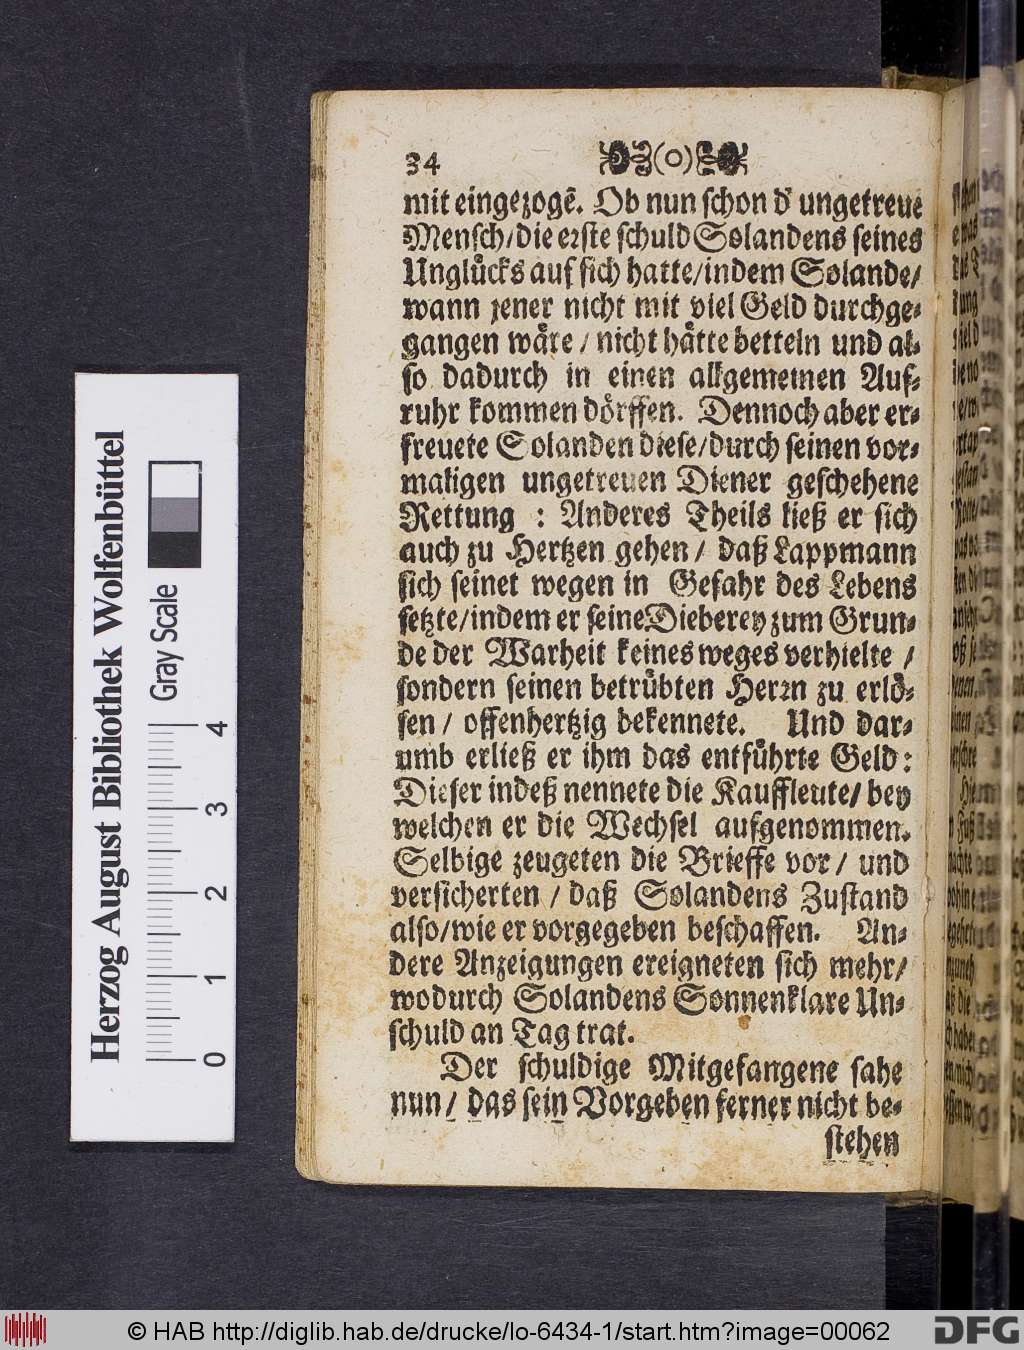 34 (o)
mit eingezogẽ. Ob nun schon d' ungetreue
Mensch/die erste schuld Solandens seines
Unglücks auf sich hatte/indem Solande/
wann jener nicht mit viel Geld durchge-
gangen wäre / nicht hätte betteln und al-
so dadurch in einen allgemeinen Auf-
ruhr kommen dörffen. Dennoch aber er-
freuete Solanden diese/durch seinen vor-
maligen ungetreuen Diener geschehene
Rettung : Anderes Theils ließ er sich
auch zu Hertzen gehen / daß Lappmann
sich seinet wegen in Gefahr des Lebens
setzte/indem er seine Dieberey zum Grun-
de der Warheit keines weges verhielte /
sondern seinen betrübten Herrn zu erlö-
sen / offenhertzig bekennete. Und dar-
umb erließ er ihm das entführte Geld:
Dieser indeß nennete die Kauffleute/ bey
welchen er die Wechsel aufgenommen.
Selbige zeugeten die Brieffe vor / und
versicherten / daß Solandens Zustand
also/wie er vorgegeben beschaffen. An-
dere Anzeigungen ereigneten sich mehr/
wodurch Solandens Sonnenklare Un-
schuld an Tag trat.
Der schuldige Mitgefangene sahe
nun / das sein Vorgeben ferner nicht be-
stehen
Herzog August Bibliothek Wolfenbüttel
Gray Scale
0 1 2 3 4
© HAB http://diglib.hab.de/drucke/lo-6434-1/start.htm?image=00062
DFG